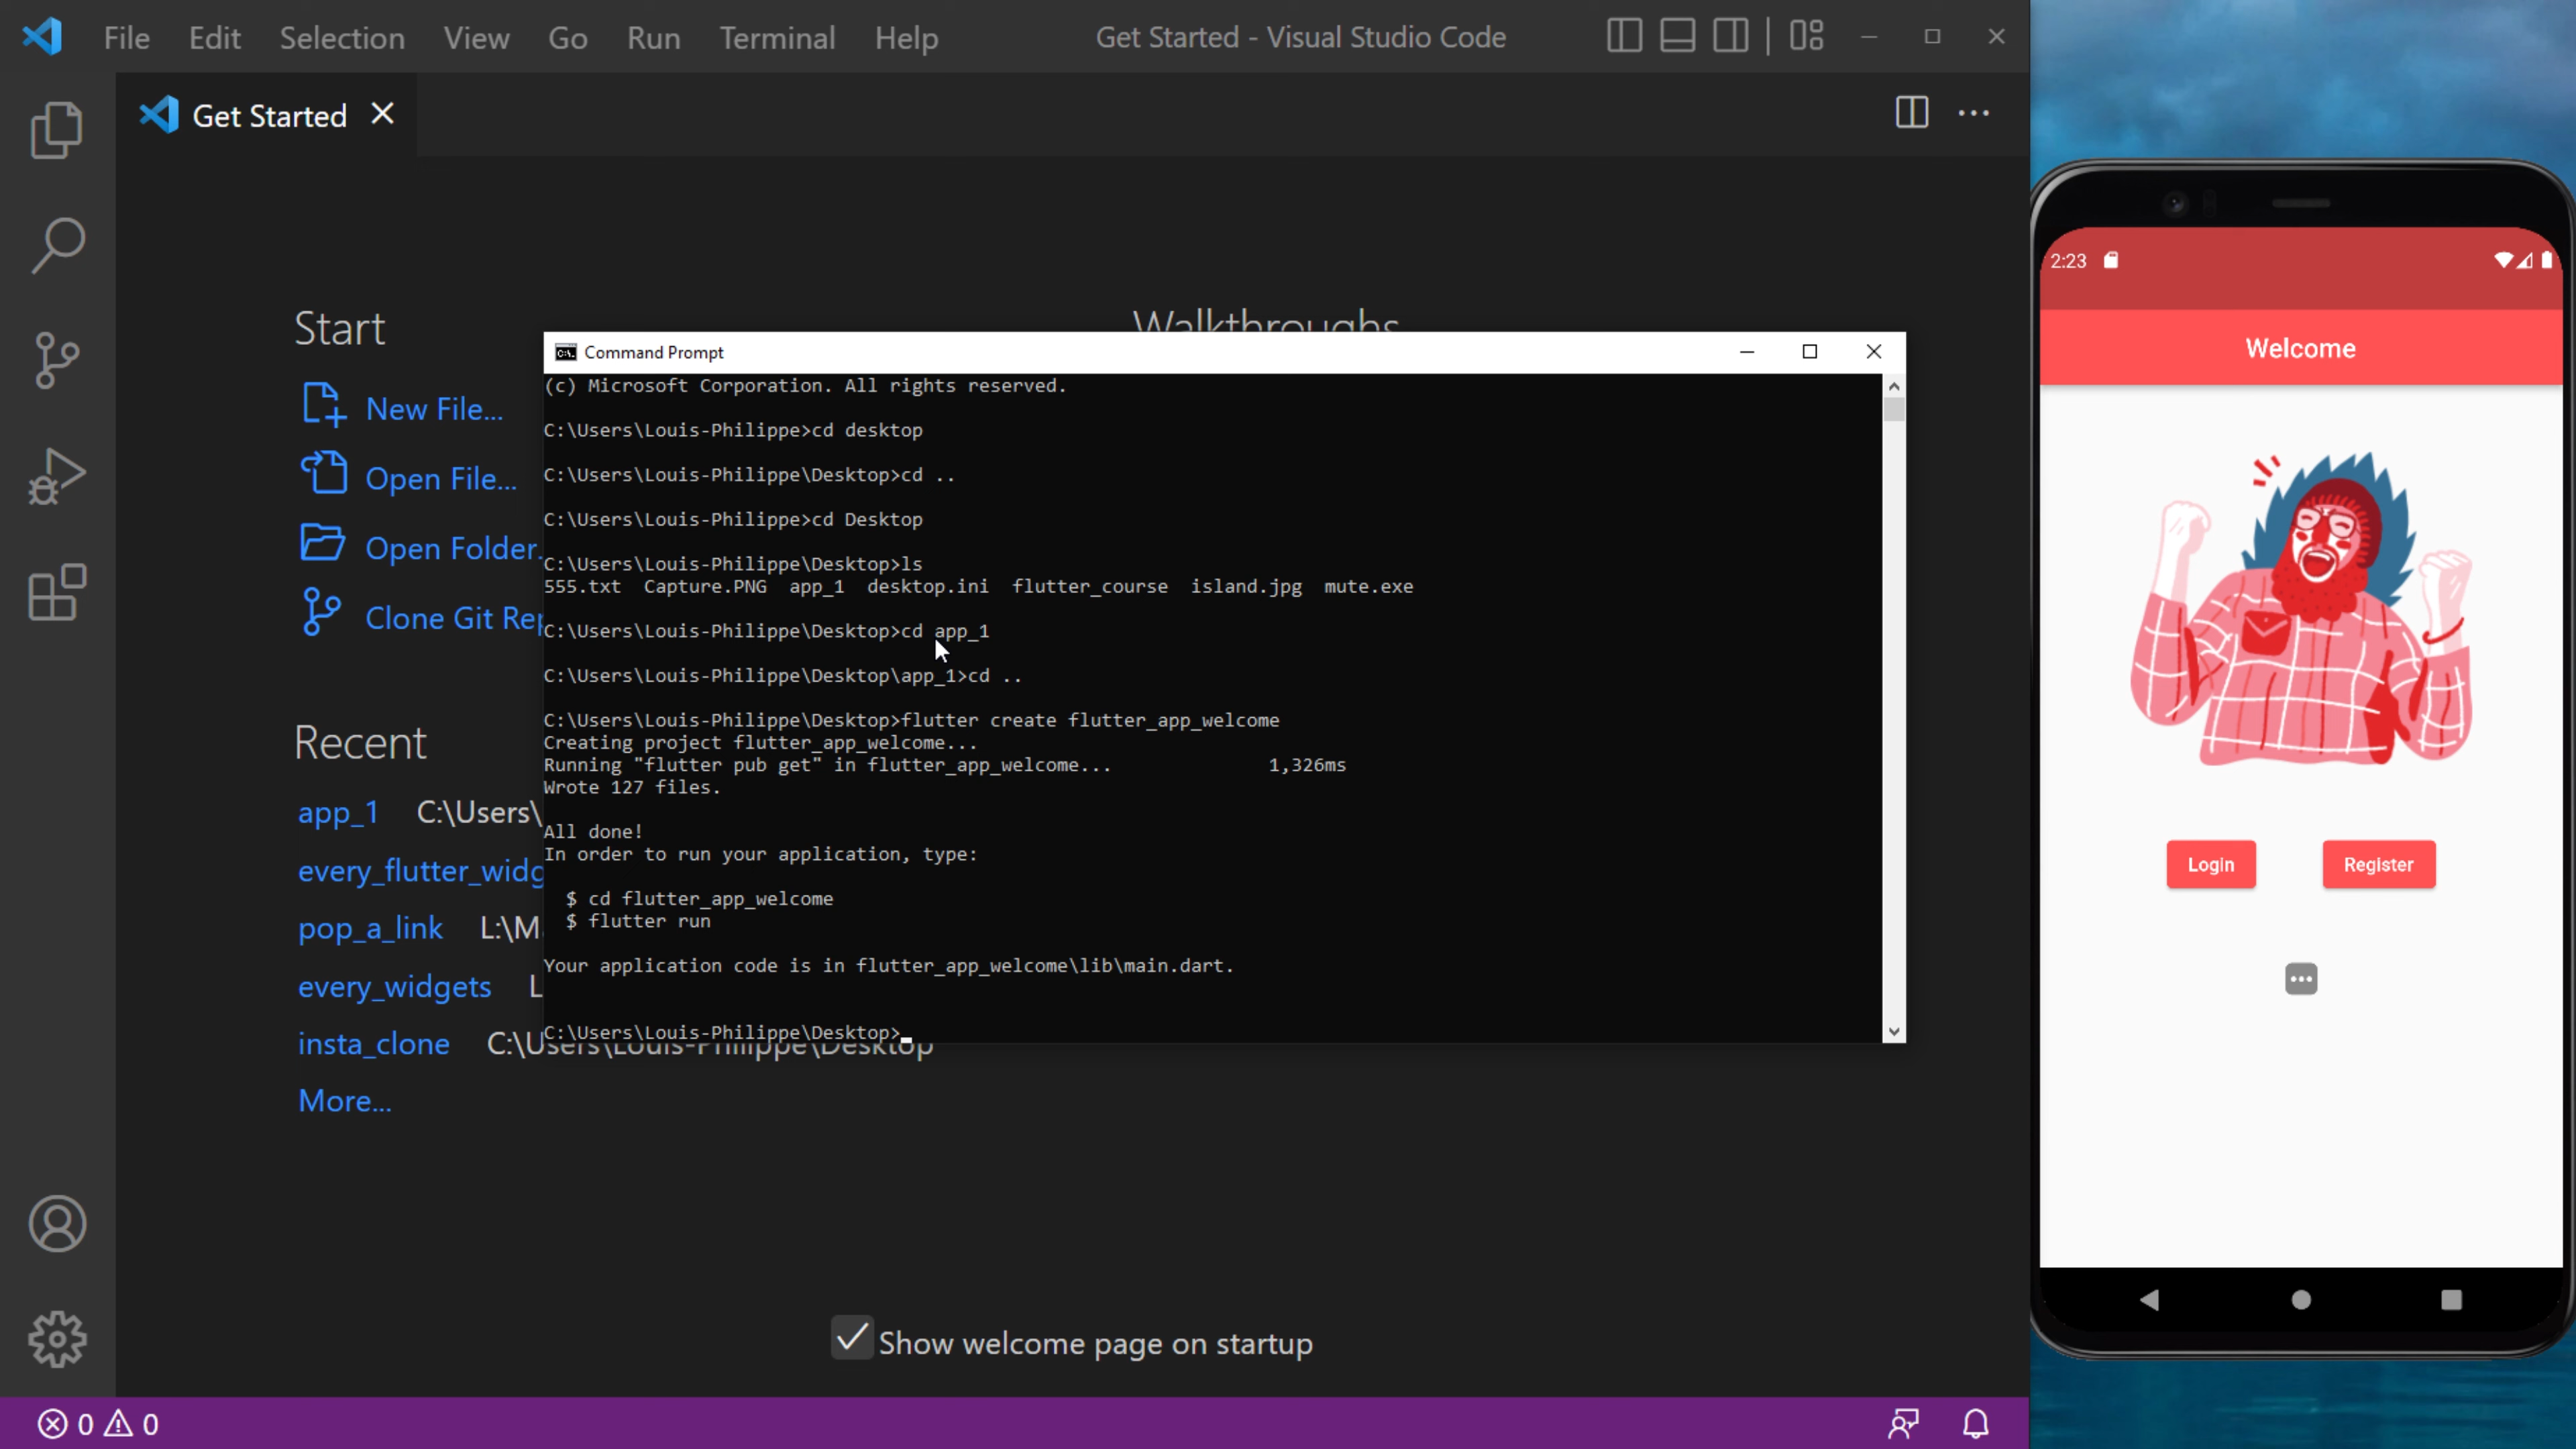 File Edit Selection View Go Run Terminal Help
Get Started - Visual Studio Code
Get Started
Start
New File...
Open File...
Open Folder.
Clone Git Rep
Walkthroughs
Recent
app_1 C:\Users\
every_flutter_widg
pop_a_link L:\M
every_widgets L
insta_clone C:\Users\Louis-Philippe\Desktop
More...
Show welcome page on startup
0 0
Command Prompt
(c) Microsoft Corporation. All rights reserved.
C:\Users\Louis-Philippe>cd desktop
C:\Users\Louis-Philippe\Desktop>cd ..
C:\Users\Louis-Philippe>cd Desktop
C:\Users\Louis-Philippe\Desktop>ls
555.txt Capture.PNG app_1 desktop.ini flutter_course island.jpg mute.exe
C:\Users\Louis-Philippe\Desktop>cd app_1
C:\Users\Louis-Philippe\Desktop\app_1>cd ..
C:\Users\Louis-Philippe\Desktop>flutter create flutter_app_welcome
Creating project flutter_app_welcome...
Running "flutter pub get" in flutter_app_welcome... 1,326ms
Wrote 127 files.
All done!
In order to run your application, type:
$ cd flutter_app_welcome
$ flutter run
Your application code is in flutter_app_welcome\lib\main.dart.
C:\Users\Louis-Philippe\Desktop>
2:23
Welcome
Login Register